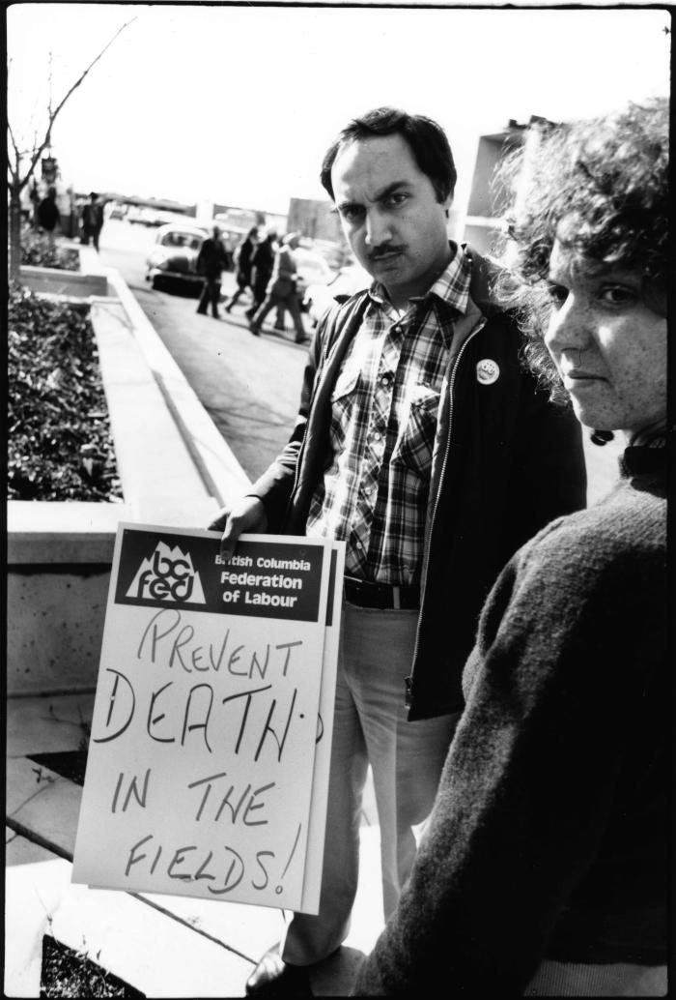 bc
fed
British Columbia
Federation
of Labour
PREVENT
DEATH
IN THE
FIELDS!